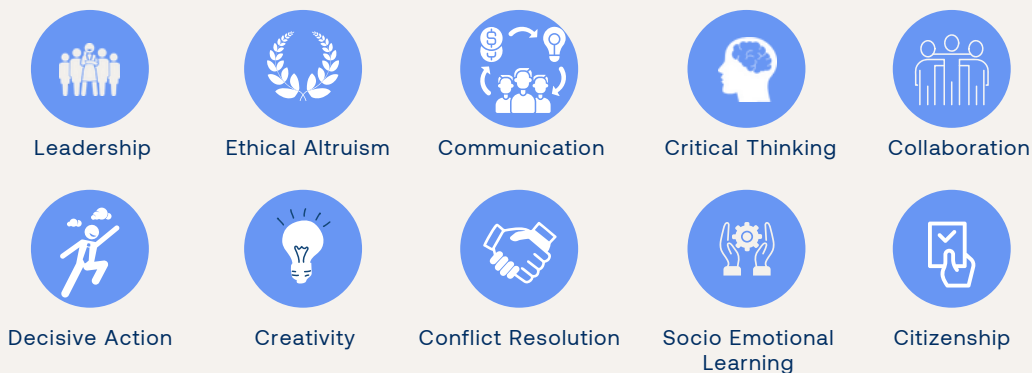 Leadership
Ethical Altruism
Communication
Critical Thinking
Collaboration
Decisive Action
Creativity
Conflict Resolution
Socio Emotional
Learning
Citizenship